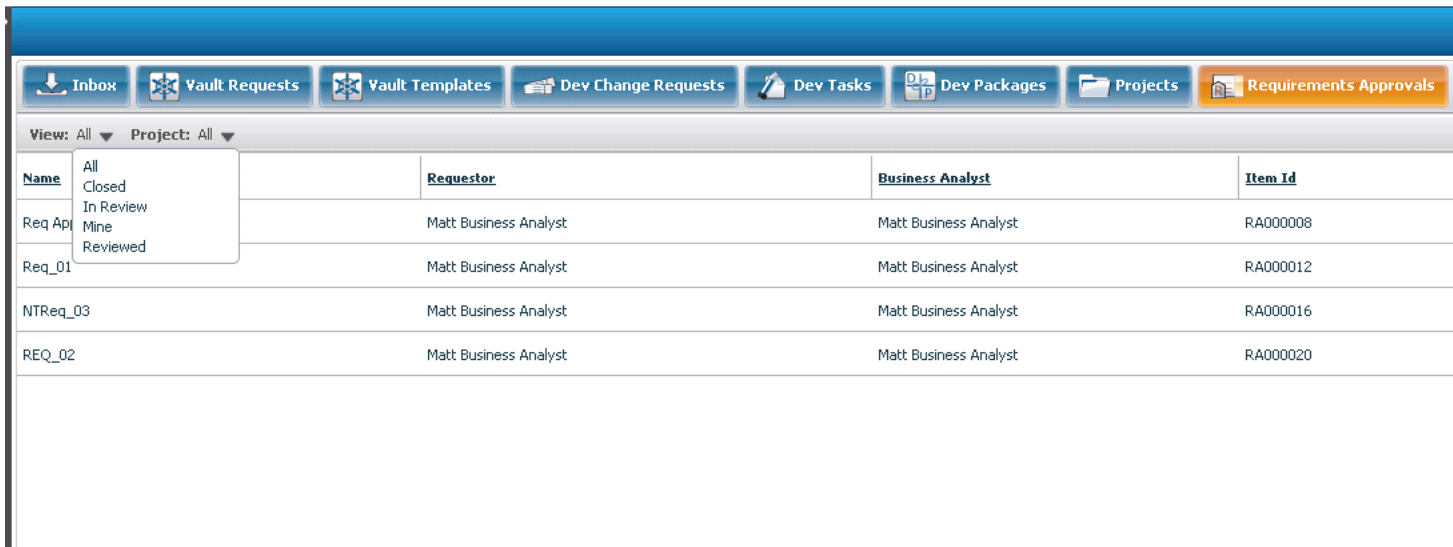 Inbox Vault Requests Vault Templates Dev Change Requests Dev Tasks Dev Packages Projects Requirements Approvals
View: All Project: All
All
Closed
In Review
Mine
Reviewed
Name Requestor Business Analyst Item Id
Req Matt Business Analyst Matt Business Analyst RA000008
Req_01 Matt Business Analyst Matt Business Analyst RA000012
NTReq_03 Matt Business Analyst Matt Business Analyst RA000016
REQ_02 Matt Business Analyst Matt Business Analyst RA000020